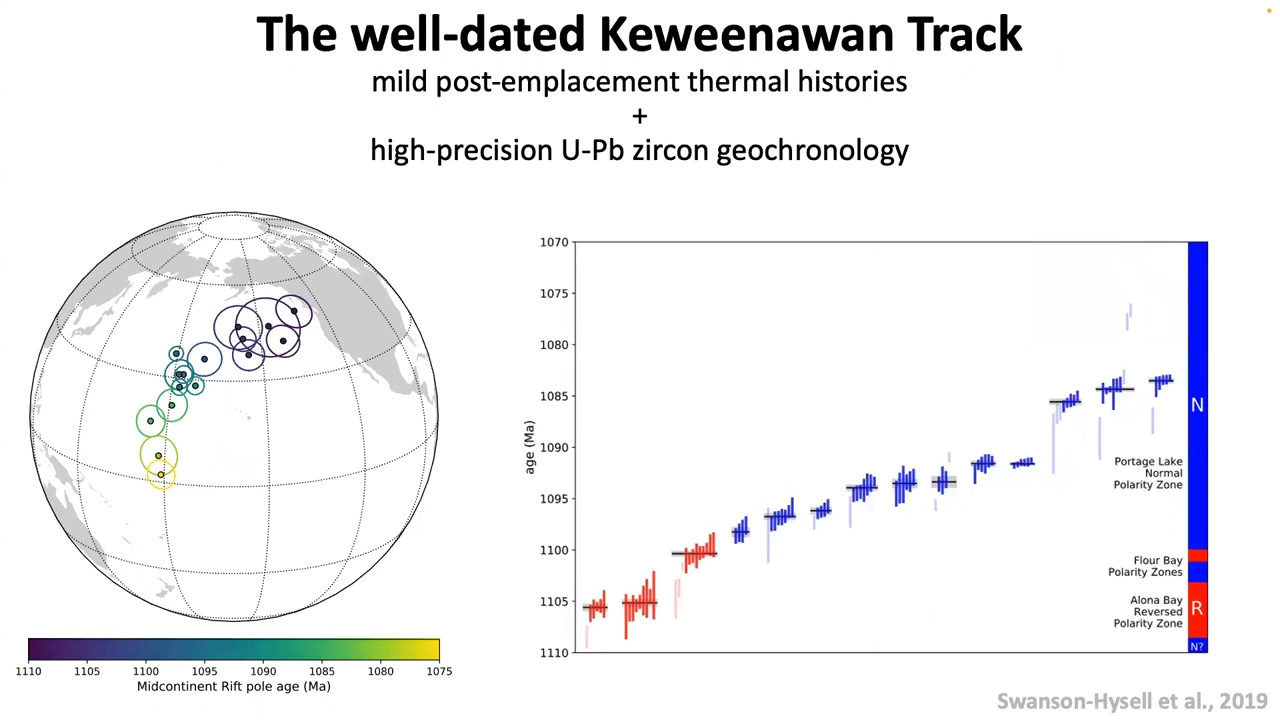 The well-dated Keweenawan Track
mild post-emplacement thermal histories
+
high-precision U-Pb zircon geochronology
1110 1105 1100 1095 1090 1085 1080 1075
Midcontinent Rift pole age (Ma)
age (Ma)
1070
1075
1080
1085
1090
1095
1100
1105
1110
N
Portage Lake
Normal
Polarity Zone
Flour Bay
Polarity Zones
Alona Bay
Reversed
Polarity Zone
R
N?
Swanson-Hysell et al., 2019